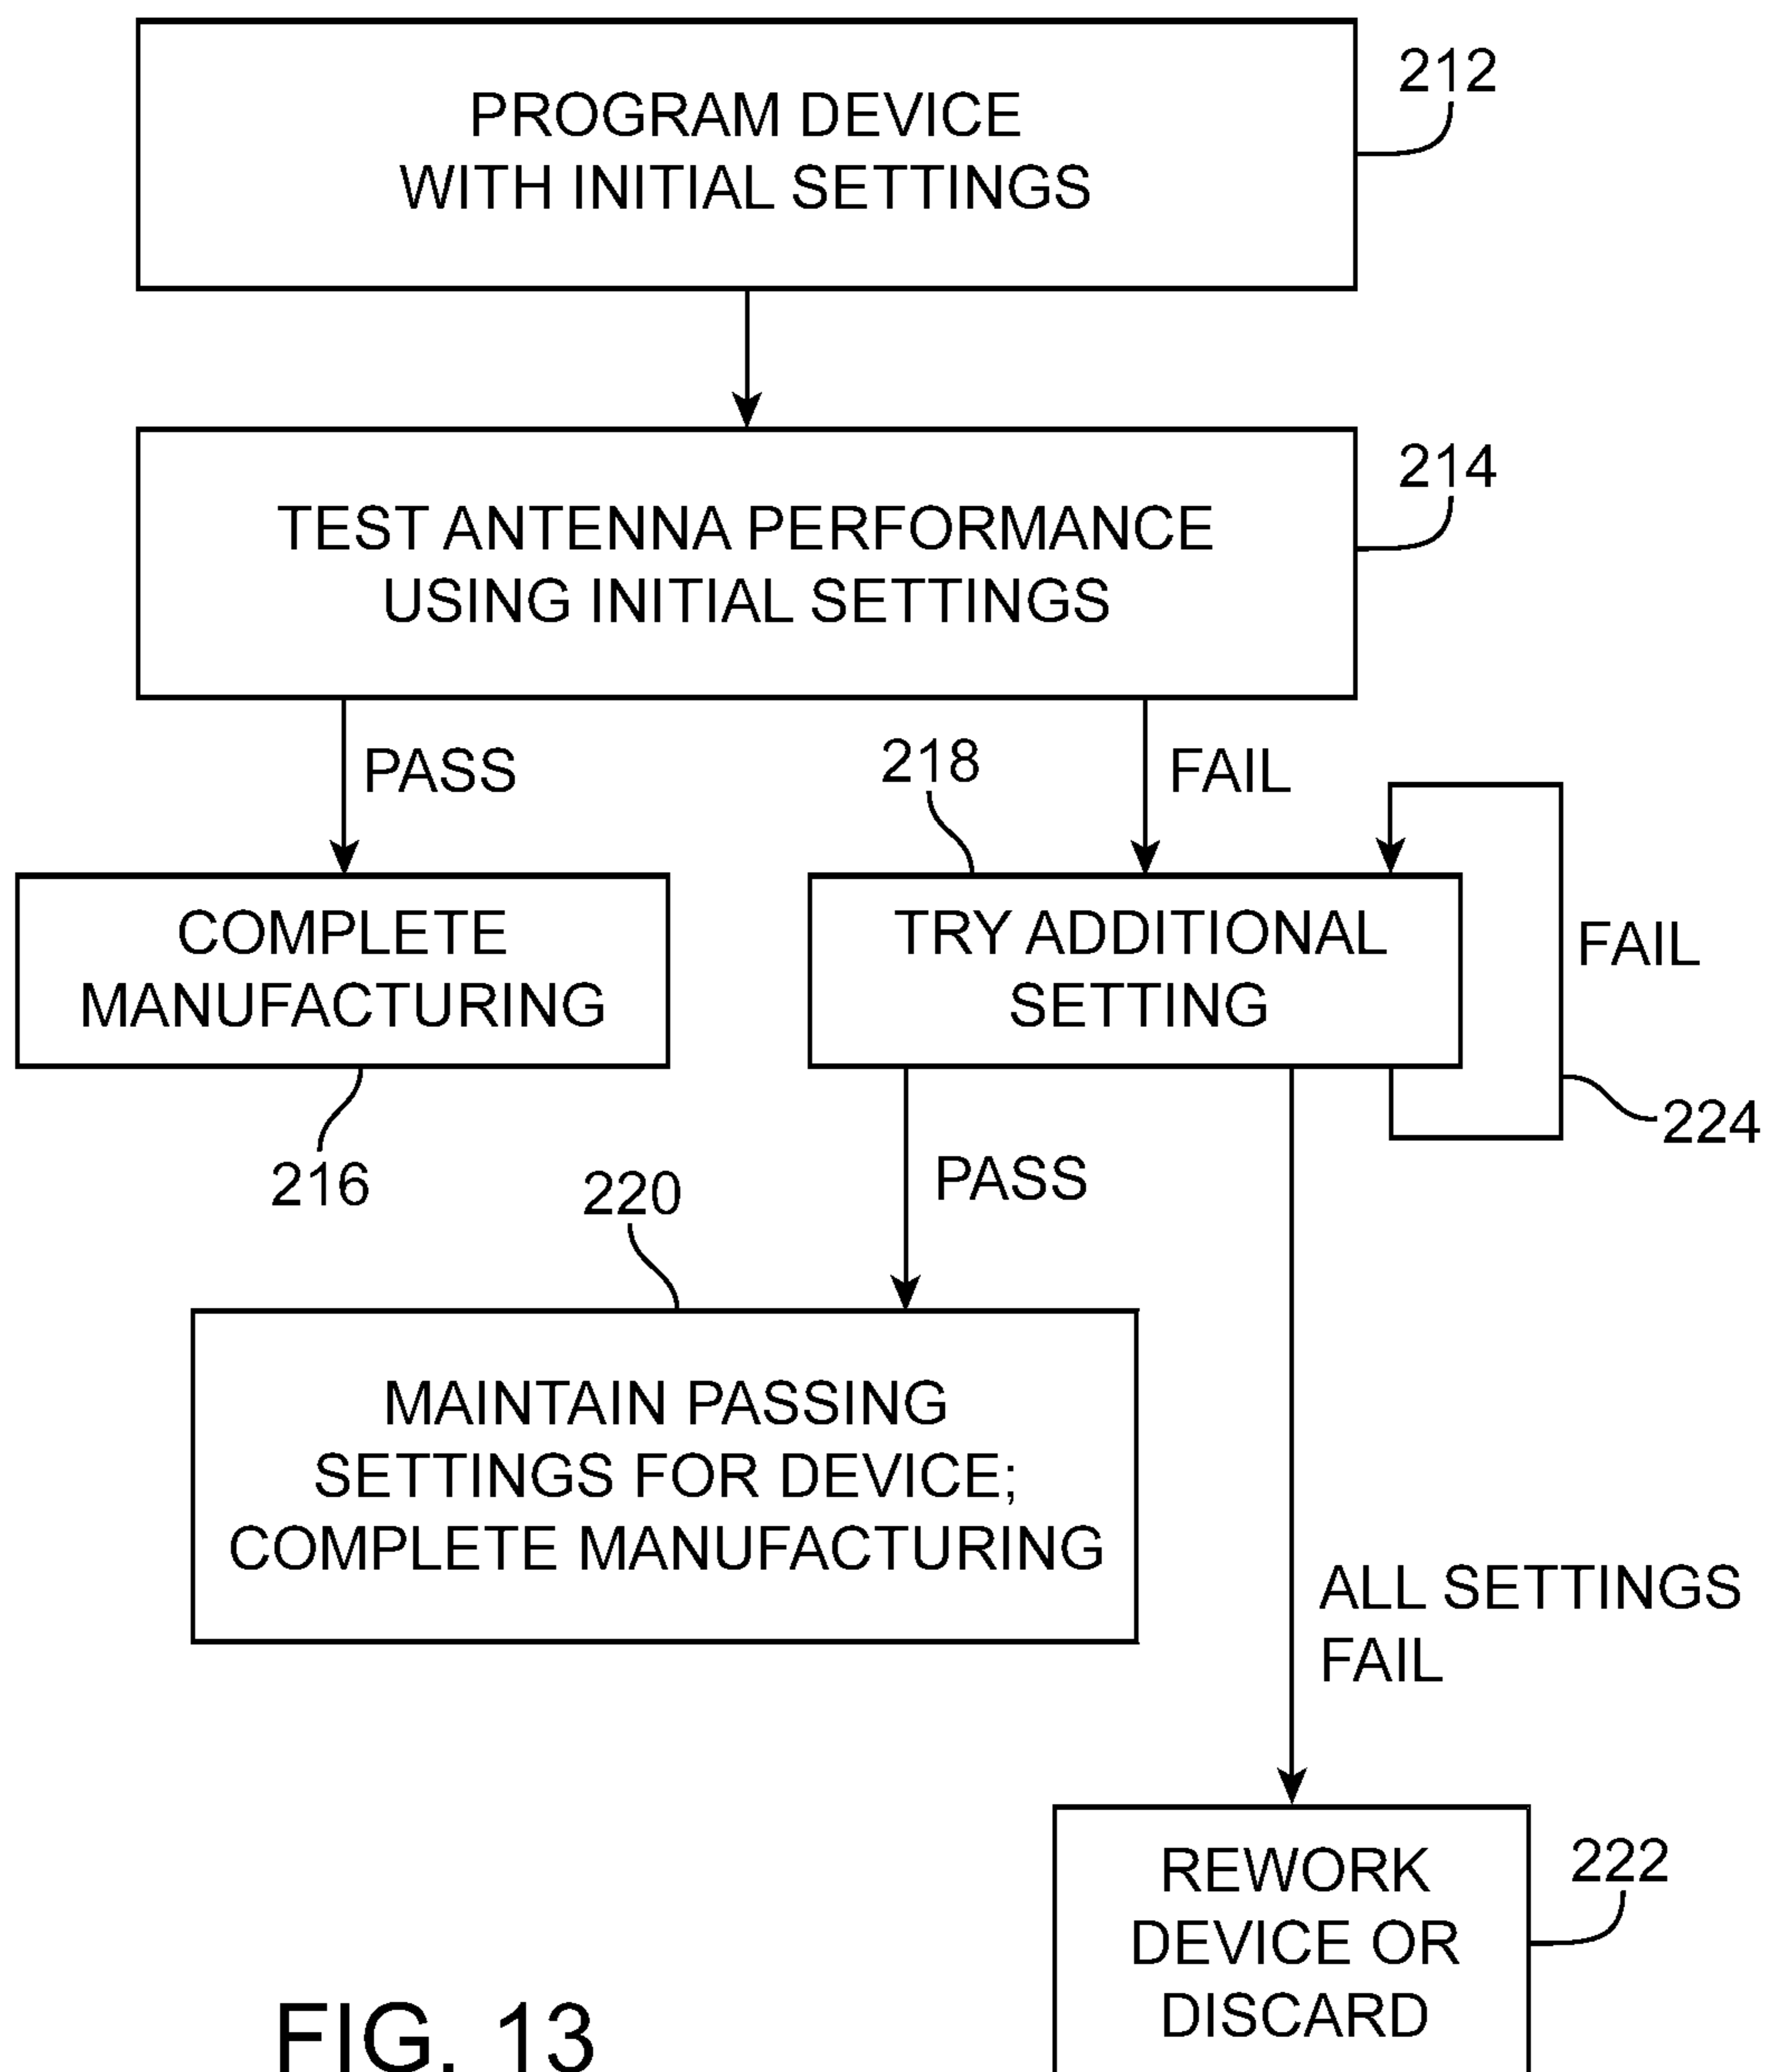 PROGRAM DEVICE
WITH INITIAL SETTINGS
212
TEST ANTENNA PERFORMANCE
USING INITIAL SETTINGS
214
PASS
218
FAIL
COMPLETE
MANUFACTURING
TRY ADDITIONAL
SETTING
FAIL
224
216
220
PASS
MAINTAIN PASSING
SETTINGS FOR DEVICE;
COMPLETE MANUFACTURING
ALL SETTINGS
FAIL
REWORK
DEVICE OR
DISCARD
222
FIG. 13